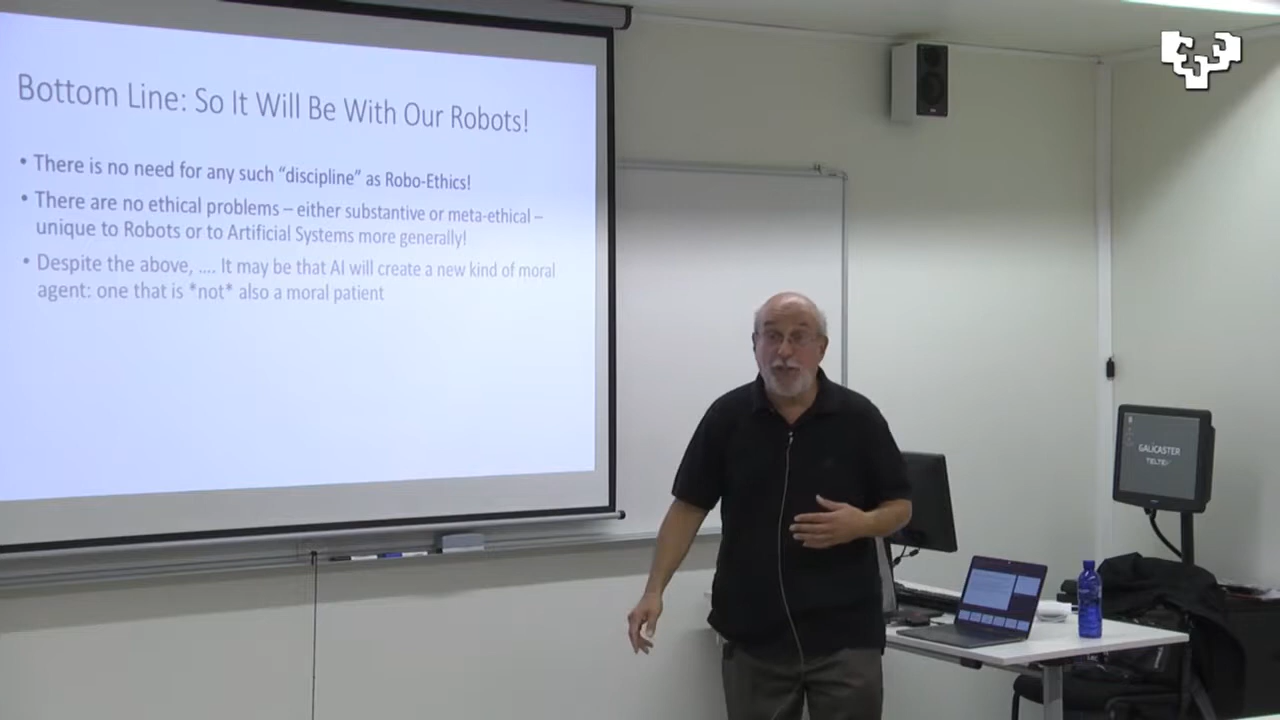 Bottom Line: So It Will Be With Our Robots!
• There is no need for any such “discipline” as Robo-Ethics!
• There are no ethical problems – either substantive or meta-ethical –
unique to Robots or to Artificial Systems more generally!
• Despite the above, .... It may be that AI will create a new kind of moral
agent: one that is *not* also a moral patient
GALICASTER